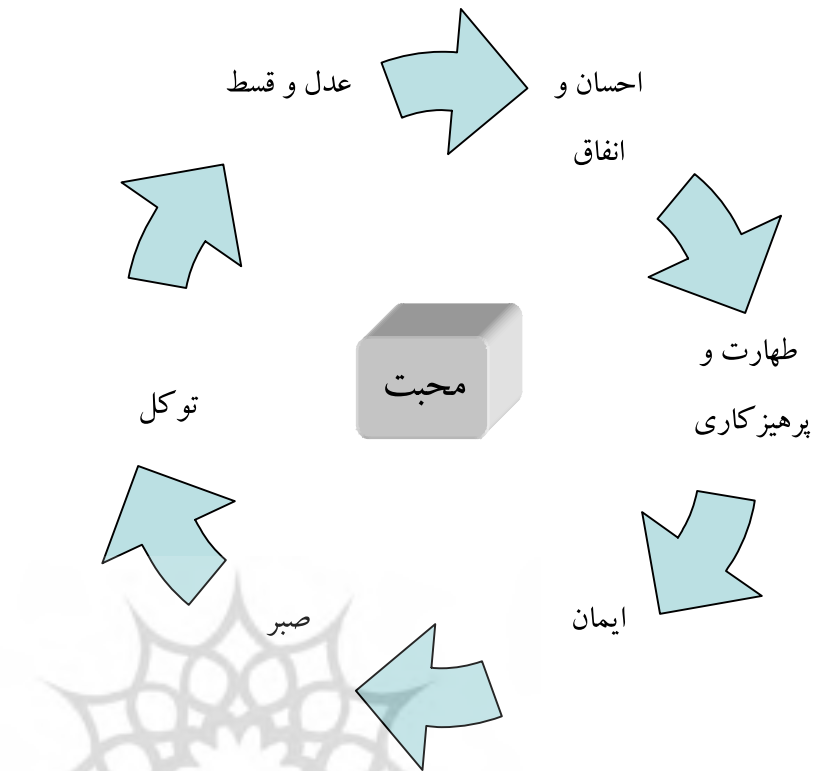 احسان و
انفاق
عدل و قسط
طهارت و
پرهیزکاری
محبت
توکل
ایمان
صبر